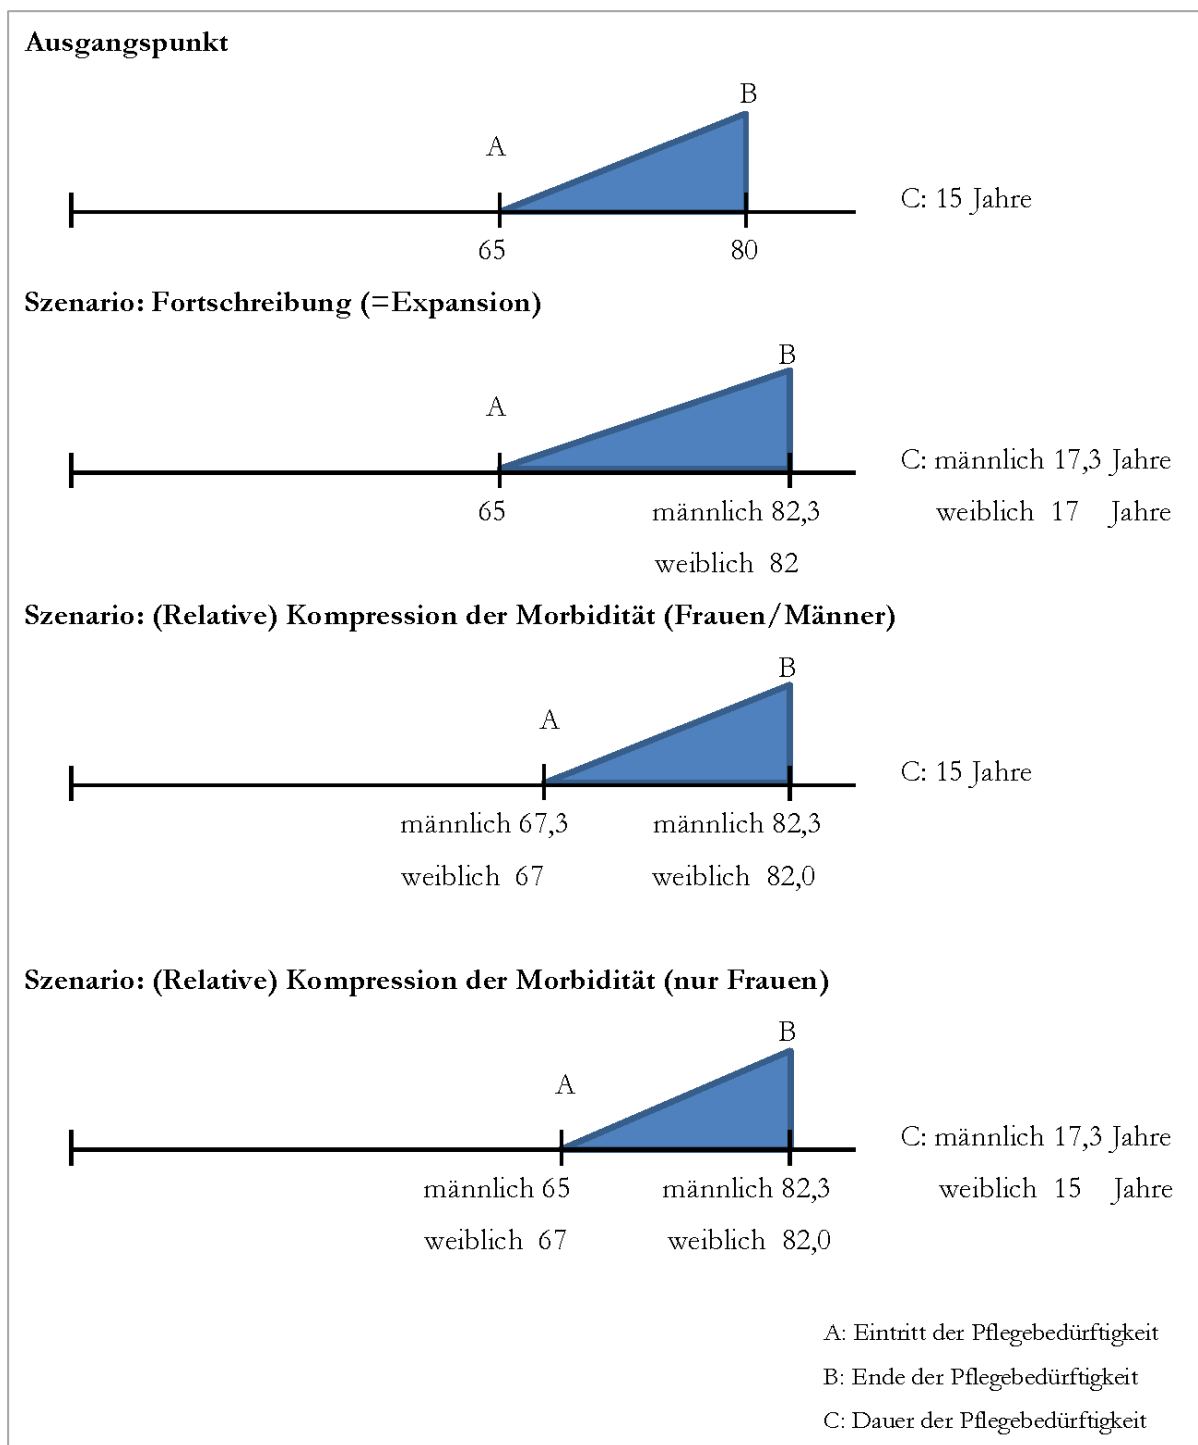 Ausgangspunkt
B
A
C: 15 Jahre
65 80
Szenario: Fortschreibung (=Expansion)
B
A
C: männlich 17,3 Jahre
65 männlich 82,3 weiblich 17 Jahre
weiblich 82
Szenario: (Relative) Kompression der Morbidität (Frauen/Männer)
B
A
C: 15 Jahre
männlich 67,3 männlich 82,3
weiblich 67 weiblich 82,0
Szenario: (Relative) Kompression der Morbidität (nur Frauen)
B
A
C: männlich 17,3 Jahre
männlich 65 männlich 82,3 weiblich 15 Jahre
weiblich 67 weiblich 82,0
A: Eintritt der Pflegebedürftigkeit
B: Ende der Pflegebedürftigkeit
C: Dauer der Pflegebedürftigkeit